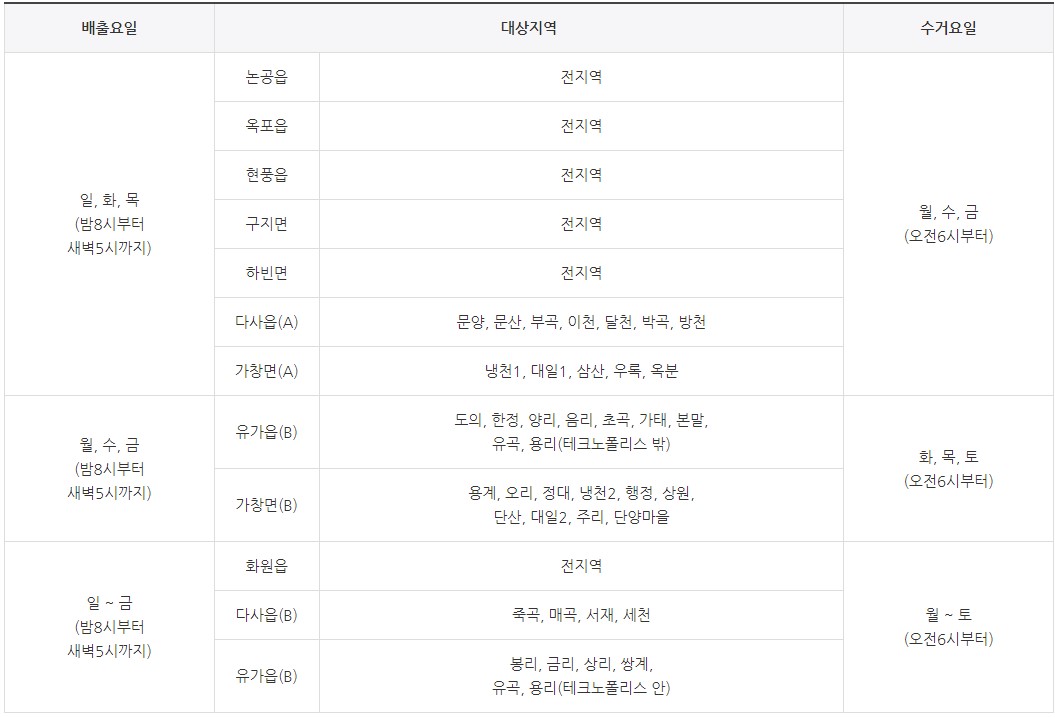 배출요일 대상지역 수거요일
논공읍 전지역
옥포읍 전지역
현풍읍 전지역
일, 화, 목
(밤8시부터
새벽5시까지)
구지면 전지역
월, 수, 금
(오전6시부터)
하빈면 전지역
다사읍(A) 문양, 문산, 부곡, 이천, 달천, 박곡, 방천
가창면(A) 냉천1, 대일1, 삼산, 우록, 옥분
월, 수, 금
(밤8시부터
새벽5시까지)
유가읍(B) 도의, 한정, 양리, 음리, 초곡, 가태, 본말,
유곡, 용리(테크노폴리스 밖)
화, 목, 토
(오전6시부터)
가창면(B) 용계, 오리, 정대, 냉천2, 행정, 상원,
단산, 대일2, 주리, 단양마을
화원읍 전지역
일 ~ 금
(밤8시부터
새벽5시까지)
다사읍(B) 죽곡, 매곡, 서재, 세천
월 ~ 토
(오전6시부터)
유가읍(B) 봉리, 금리, 상리, 쌍계,
유곡, 용리(테크노폴리스 안)